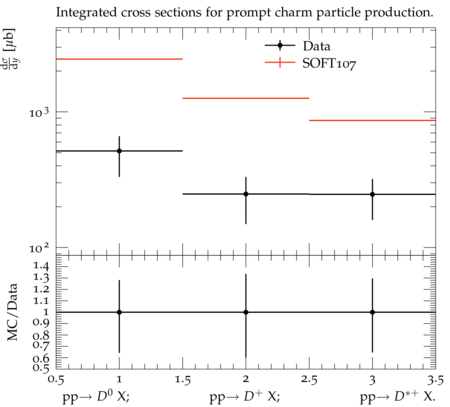 Integrated cross sections for prompt charm particle production.
dσ/dy [μb]
Data
SOFT107
10³
10²
MC/Data
1.4
1.3
1.2
1.1
1
0.9
0.8
0.7
0.6
0.5
0.5 1 1.5 2 2.5 3 3.5
pp→ D⁰ X; pp→ D⁺ X; pp→ D*⁺ X.